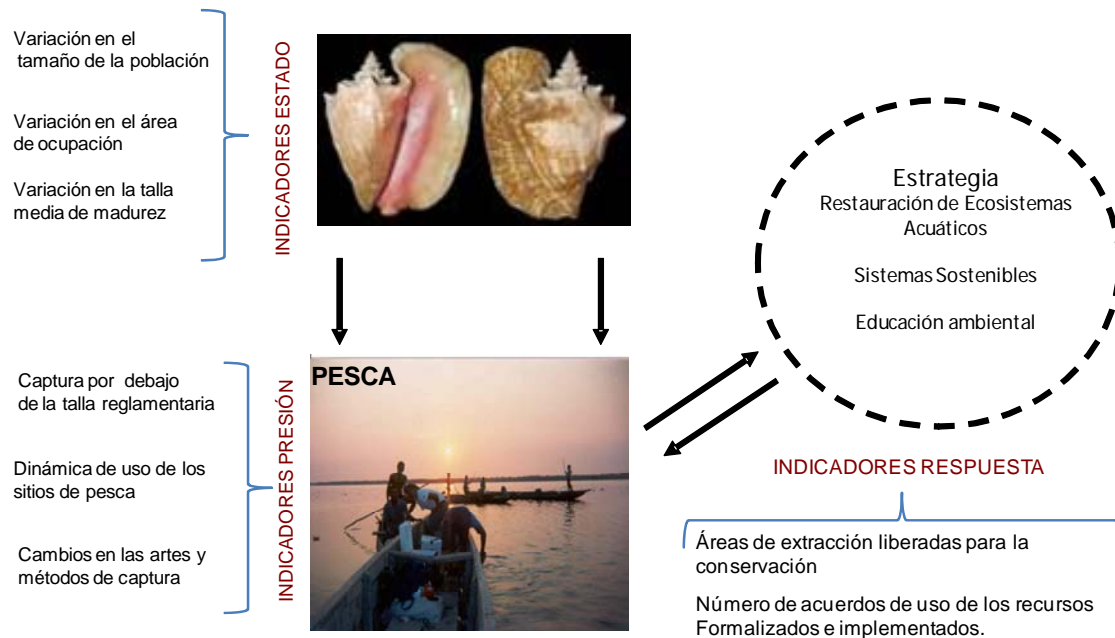 Variación en el
tamaño de la población
Variación en el área
de ocupación
Variación en la talla
media de madurez
INDICADORES ESTADO
Estrategia
Restauración de Ecosistemas
Acuáticos
Sistemas Sostenibles
Educación ambiental
Captura por debajo
de la talla reglamentaria
Dinámica de uso de los
sitios de pesca
Cambios en las artes y
métodos de captura
INDICADORES PRESIÓN
PESCA
INDICADORES RESPUESTA
Áreas de extracción liberadas para la
conservación
Número de acuerdos de uso de los recursos
Formalizados e implementados.